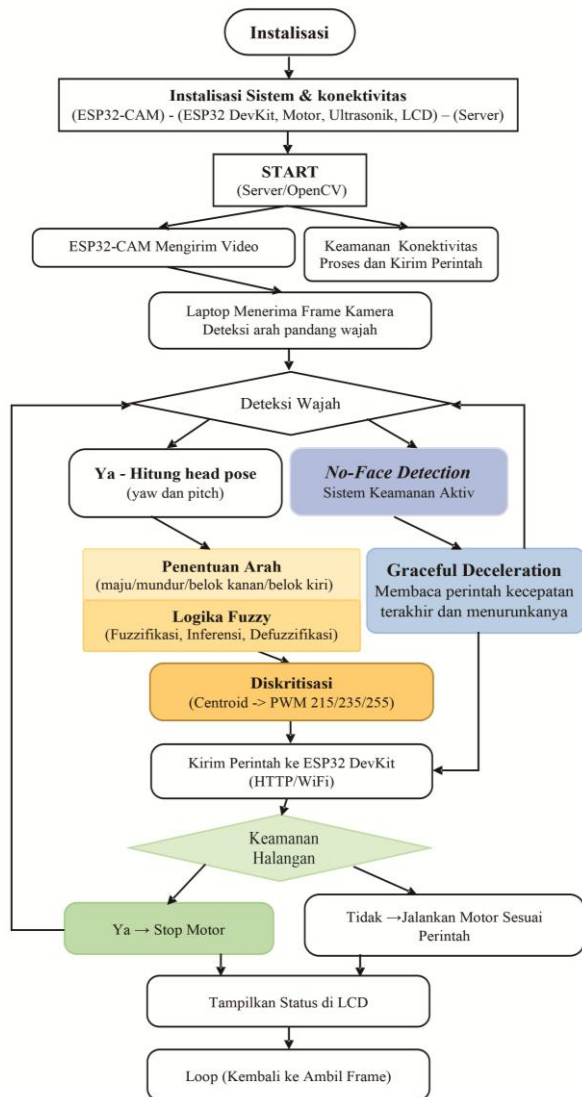 Instalisasi
Instalisasi Sistem & konektivitas
(ESP32-CAM) - (ESP32 DevKit, Motor, Ultrasonik, LCD) – (Server)
START
(Server/OpenCV)
ESP32-CAM Mengirim Video
Keamanan Konektivitas
Proses dan Kirim Perintah
Laptop Menerima Frame Kamera
Deteksi arah pandang wajah
Deteksi Wajah
Ya - Hitung head pose
(yaw dan pitch)
No-Face Detection
Sistem Keamanan Aktiv
Penentuan Arah
(maju/mundur/belok kanan/belok kiri)
Logika Fuzzy
(Fuzzifikasi, Inferensi, Defuzzifikasi)
Graceful Deceleration
Membaca perintah kecepatan
terakhir dan menurunkanya
Diskritisasi
(Centroid -> PWM 215/235/255)
Kirim Perintah ke ESP32 DevKit
(HTTP/WiFi)
Keamanan
Halangan
Ya → Stop Motor
Tidak →Jalankan Motor Sesuai
Perintah
Tampilkan Status di LCD
Loop (Kembali ke Ambil Frame)